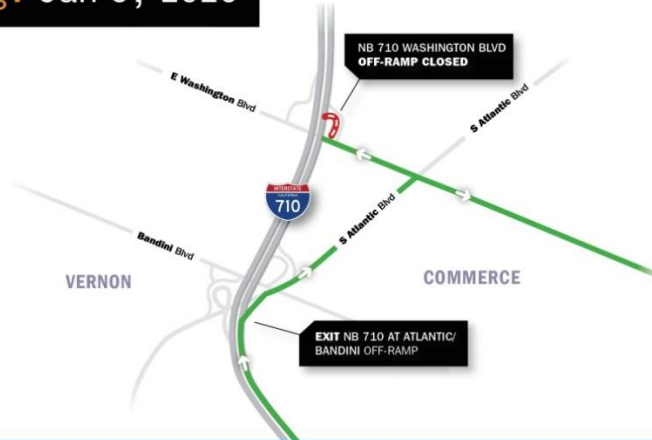 NB 710 WASHINGTON BLVD
OFF-RAMP CLOSED
E Washington Blvd
S Atlantic Blvd
INTERSTATE
CALIFORNIA
710
S Atlantic Blvd
Bandini Blvd
VERNON
COMMERCE
EXIT NB 710 AT ATLANTIC/
BANDINI OFF-RAMP